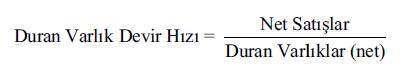 Duran Varlık Devir Hızı = Net Satışlar
Duran Varlıklar (net)